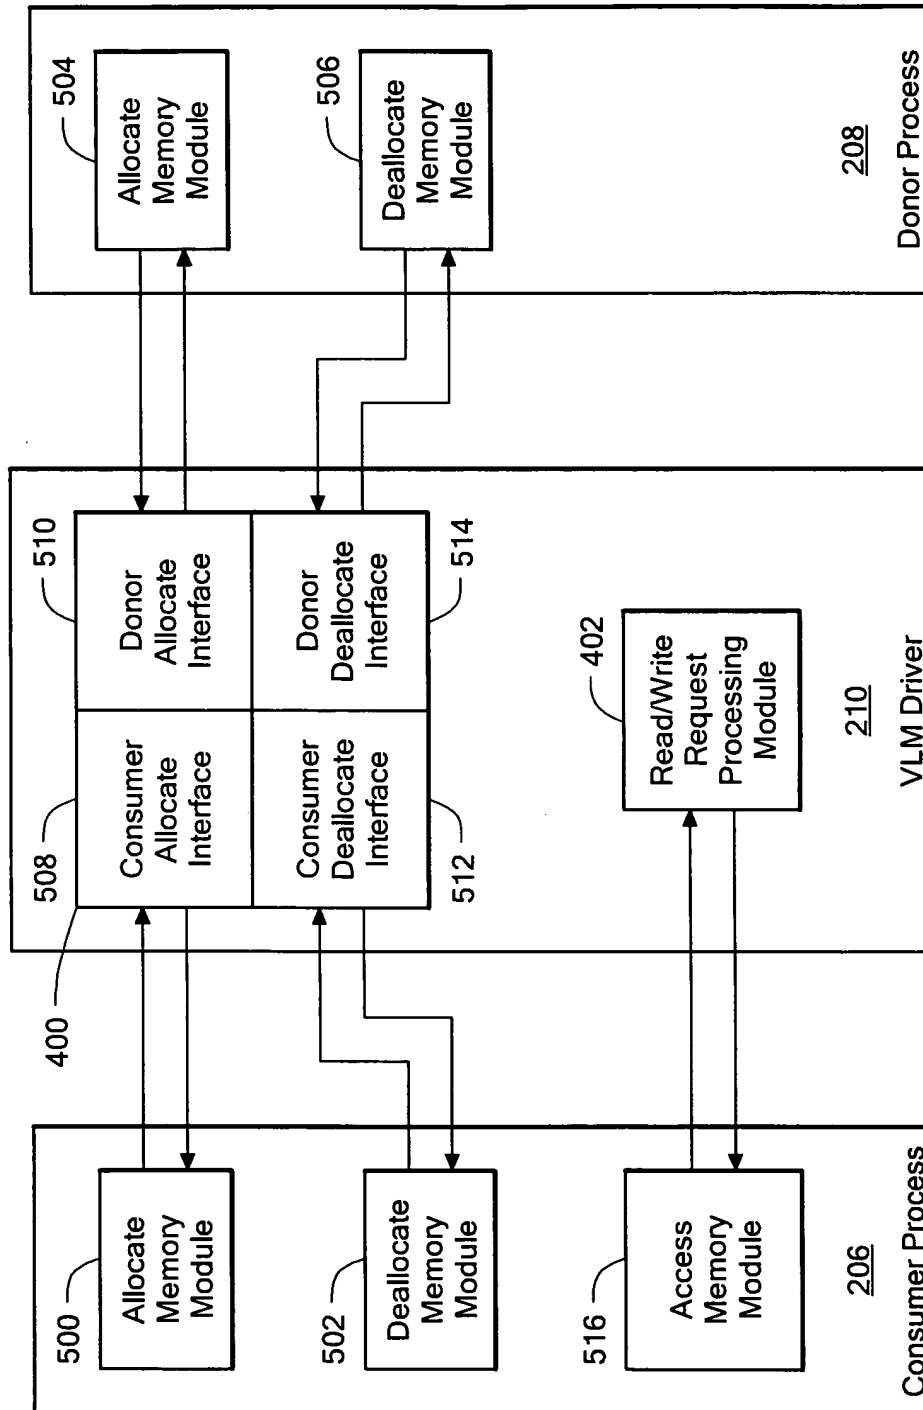 500
Allocate
Memory
Module
502
Deallocate
Memory
Module
516
Access
Memory
Module
206
Consumer Process
400
508
Consumer
Allocate
Interface
510
Donor
Allocate
Interface
Consumer
Deallocate
Interface
512
Donor
Deallocate
Interface
514
402
Read/Write
Request
Processing
Module
210
VLM Driver
504
Allocate
Memory
Module
506
Deallocate
Memory
Module
208
Donor Process